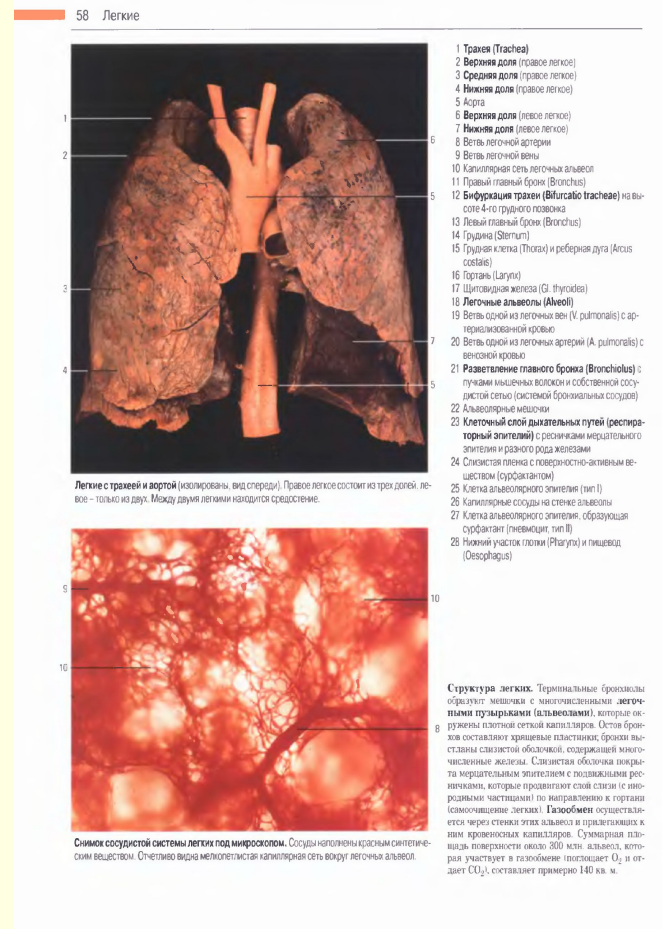 58 Легкие
1 Трахея (Trachea)
2 Верхняя доля (правое легкое)
3 Средняя доля (правое легкое)
4 Нижняя доля (правое легкое)
5 Аорта
6 Верхняя доля (левое легкое)
7 Нижняя доля (левое легкое)
8 Ветвь легочной артерии
9 Ветвь легочной вены
10 Капиллярная сеть легочных альвеол
11 Правый главный бронх (Bronchus)
12 Бифуркация трахеи (Bifurcatio tracheae) на вы-
соте 4-го грудного позвонка
13 Левый главный бронх (Bronchus)
14 Грудина (Sternum)
15 Грудная клетка (Thorax) и реберная дуга (Arcus
costalis)
16 Гортань (Larynx)
17 Щитовидная железа (Gl. thyroidea)
18 Легочные альвеолы (Alveoli)
19 Ветвь одной из легочных вен (V. pulmonalis) с ар-
териализованной кровью
20 Ветвь одной из легочных артерий (A. pulmonalis) с
венозной кровью
21 Разветвление главного бронха (Bronchiolus) с
пучками мышечных волокон и собственной сосу-
дистой сетью (системой бронхиальных сосудов)
22 Альвеолярные мешочки
23 Клеточный слой дыхательных путей (респира-
торный эпителий) с ресничками мерцательного
эпителия и разного рода железами
24 Слизистая пленка с поверхностно-активным ве-
ществом (сурфактантом)
25 Клетка альвеолярного эпителия (тип I)
26 Капиллярные сосуды на стенке альвеолы
27 Клетка альвеолярного эпителия, образующая
сурфактант (пневмоцит, тип II)
28 Нижний участок глотки (Pharynx) и пищевод
(Oesophagus)
1
2
3
4
6
5
7
5
Легкие с трахеей и аортой (изолированы, вид спереди). Правое легкое состоит из трех долей, ле-
вое – только из двух. Между двумя легкими находится средостение.
9
10
10
8
Снимок сосудистой системы легких под микроскопом. Сосуды наполнены красным синтетиче-
ским веществом. Отчетливо видна мелкопетлистая капиллярная сеть вокруг легочных альвеол.
Структура легких. Терминальные бронхиолы
образуют мешочки с многочисленными легоч-
ными пузырьками (альвеолами), которые ок-
ружены плотной сеткой капилляров. Остов брон-
хов составляют хрящевые пластинки; бронхи вы-
стланы слизистой оболочкой, содержащей много-
численные железы. Слизистая оболочка покры-
та мерцательным эпителием с подвижными рес-
ничками, которые продвигают слой слизи (с ино-
родными частицами) по направлению к гортани
(самоочищение легких). Газообмен осуществля-
ется через стенки этих альвеол и прилегающих к
ним кровеносных капилляров. Суммарная пло-
щадь поверхности около 300 млн. альвеол, кото-
рая участвует в газообмене (поглощает O₂ и от-
дает CO₂), составляет примерно 140 кв. м.